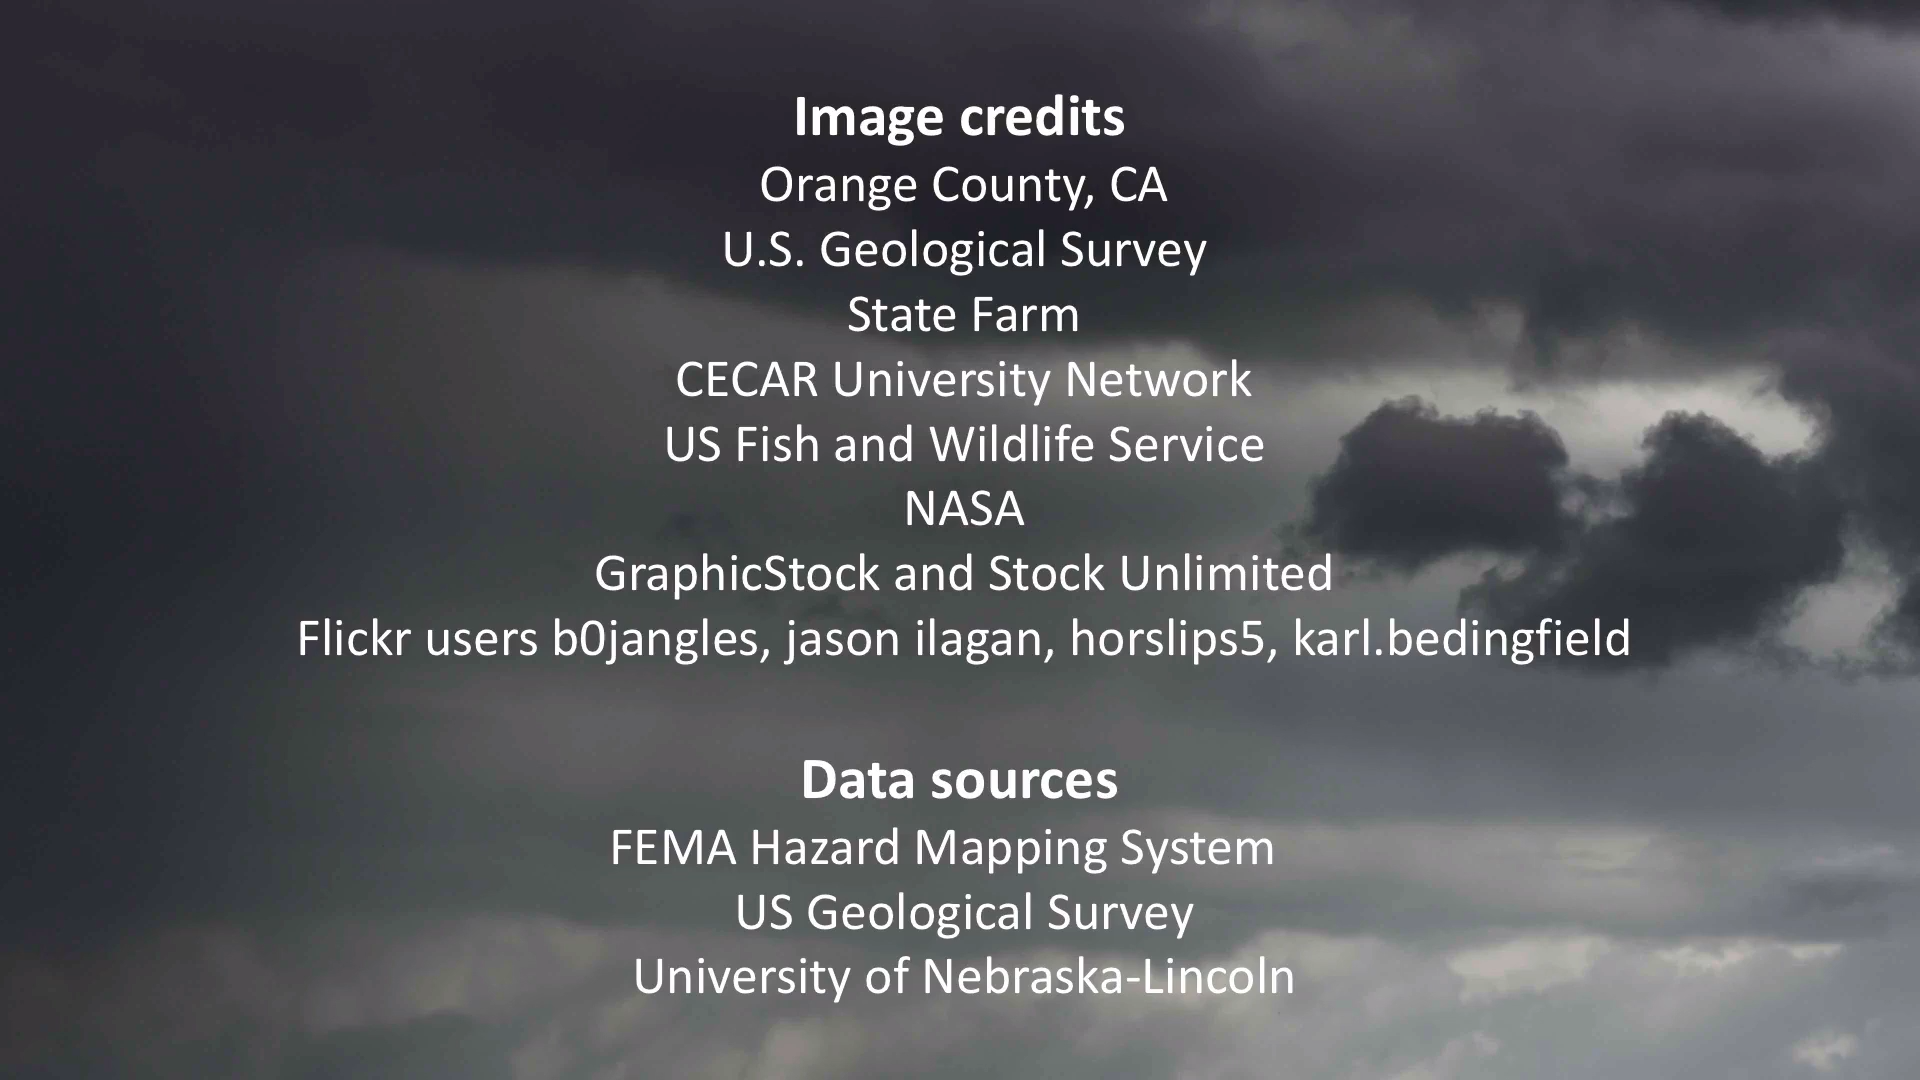 Image credits
Orange County, CA
U.S. Geological Survey
State Farm
CECAR University Network
US Fish and Wildlife Service
NASA
GraphicStock and Stock Unlimited
Flickr users b0jangles, jason ilagan, horslips5, karl.bedingfield
Data sources
FEMA Hazard Mapping System
US Geological Survey
University of Nebraska-Lincoln